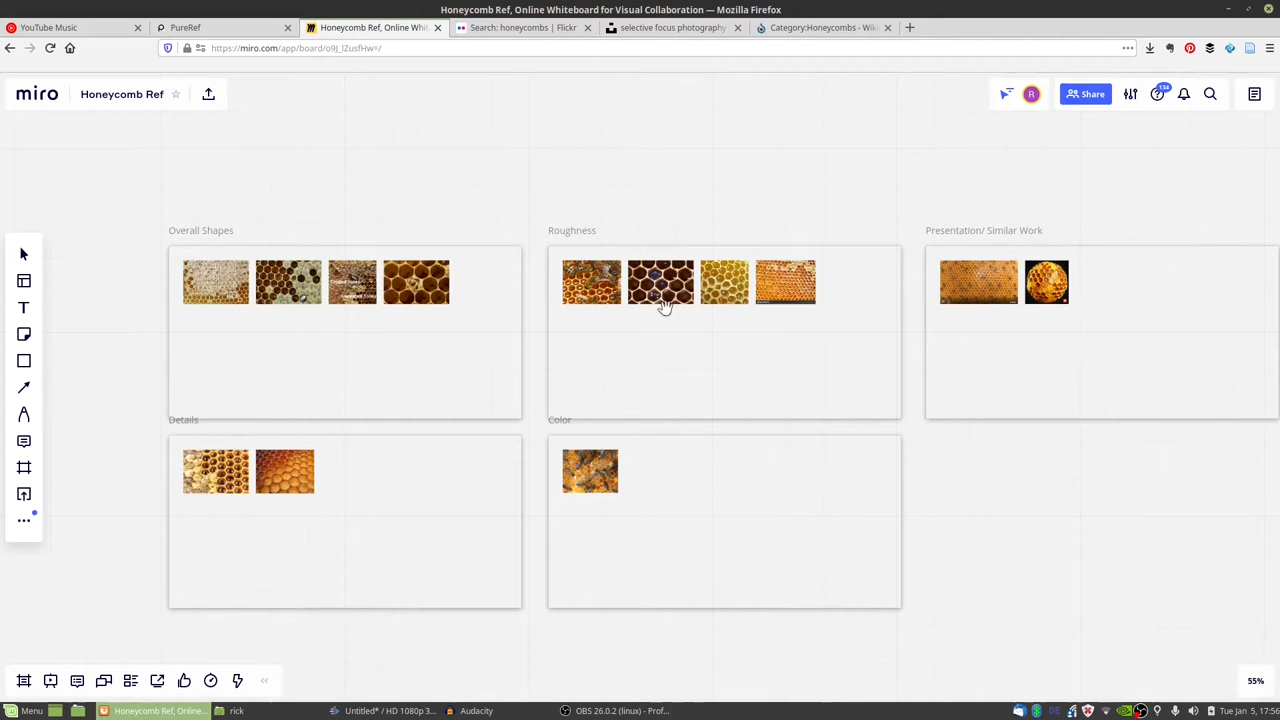 Honeycomb Ref, Online Whiteboard for Visual Collaboration — Mozilla Firefox
YouTube Music
PureRef
Honeycomb Ref, Online Whit
Search: honeycombs | Flickr
selective focus photography
Category:Honeycombs - Wiki
https://miro.com/app/board/o9J_lZusfHw=/
miro
Honeycomb Ref
R
Share
134
Overall Shapes
Roughness
Presentation/ Similar Work
Details
Color
55%
Menu
Honeycomb Ref, Online...
rick
Untitled* / HD 1080p 3...
Audacity
OBS 26.0.2 (linux) - Prof...
DE
Tue Jan 5, 17:56